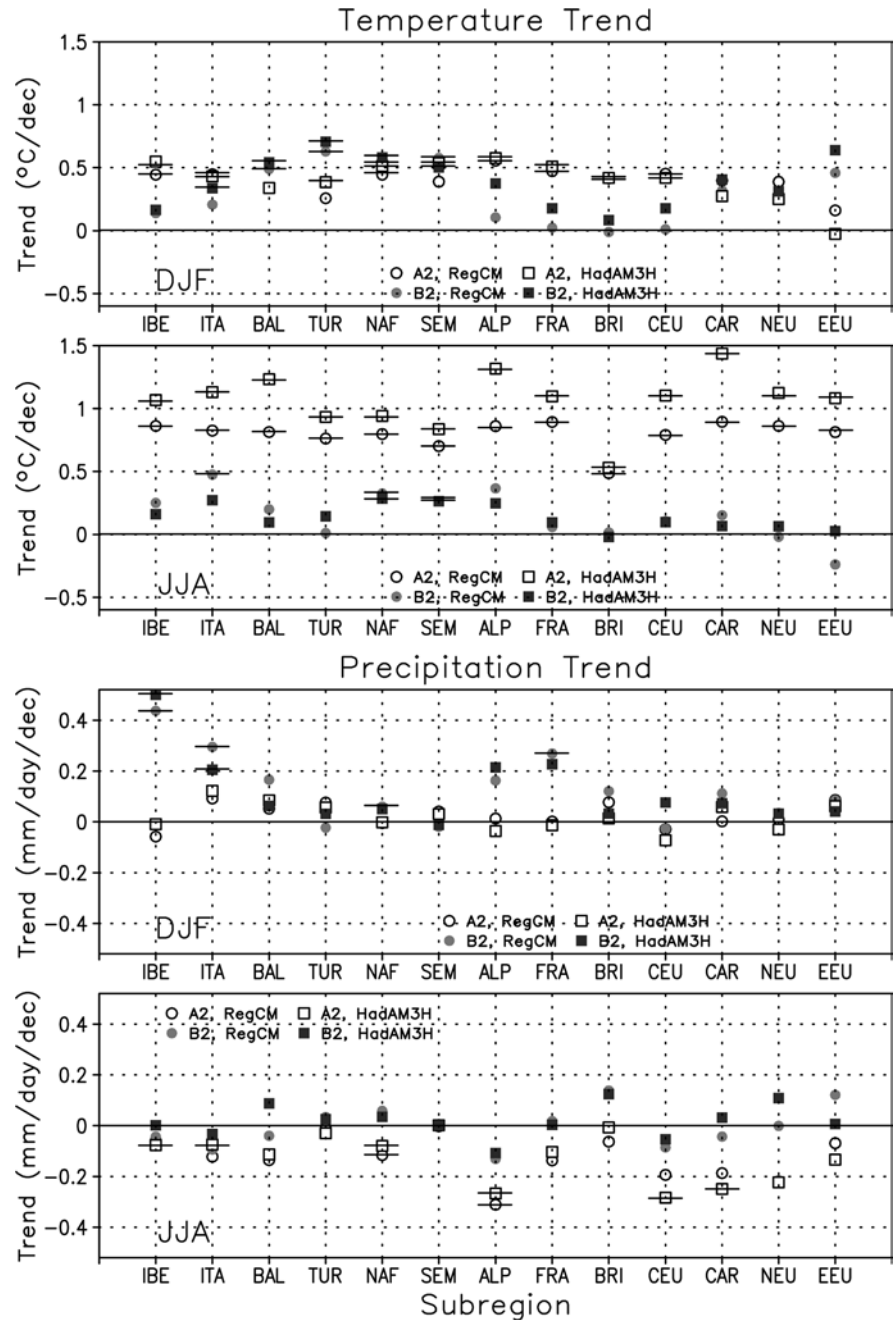 Temperature Trend
1.5
1
0.5
0
−0.5
Trend (°C/dec)
DJF
A2, RegCM A2, HadAM3H
B2, RegCM B2, HadAM3H
IBE ITA BAL TUR NAF SEM ALP FRA BRI CEU CAR NEU EEU
1.5
1
0.5
0
−0.5
Trend (°C/dec)
JJA
A2, RegCM A2, HadAM3H
B2, RegCM B2, HadAM3H
IBE ITA BAL TUR NAF SEM ALP FRA BRI CEU CAR NEU EEU
Precipitation Trend
0.4
0.2
0
−0.2
−0.4
Trend (mm/day/dec)
DJF
A2, RegCM A2, HadAM3H
B2, RegCM B2, HadAM3H
IBE ITA BAL TUR NAF SEM ALP FRA BRI CEU CAR NEU EEU
A2, RegCM A2, HadAM3H
B2, RegCM B2, HadAM3H
0.4
0.2
0
−0.2
−0.4
Trend (mm/day/dec)
JJA
IBE ITA BAL TUR NAF SEM ALP FRA BRI CEU CAR NEU EEU
Subregion